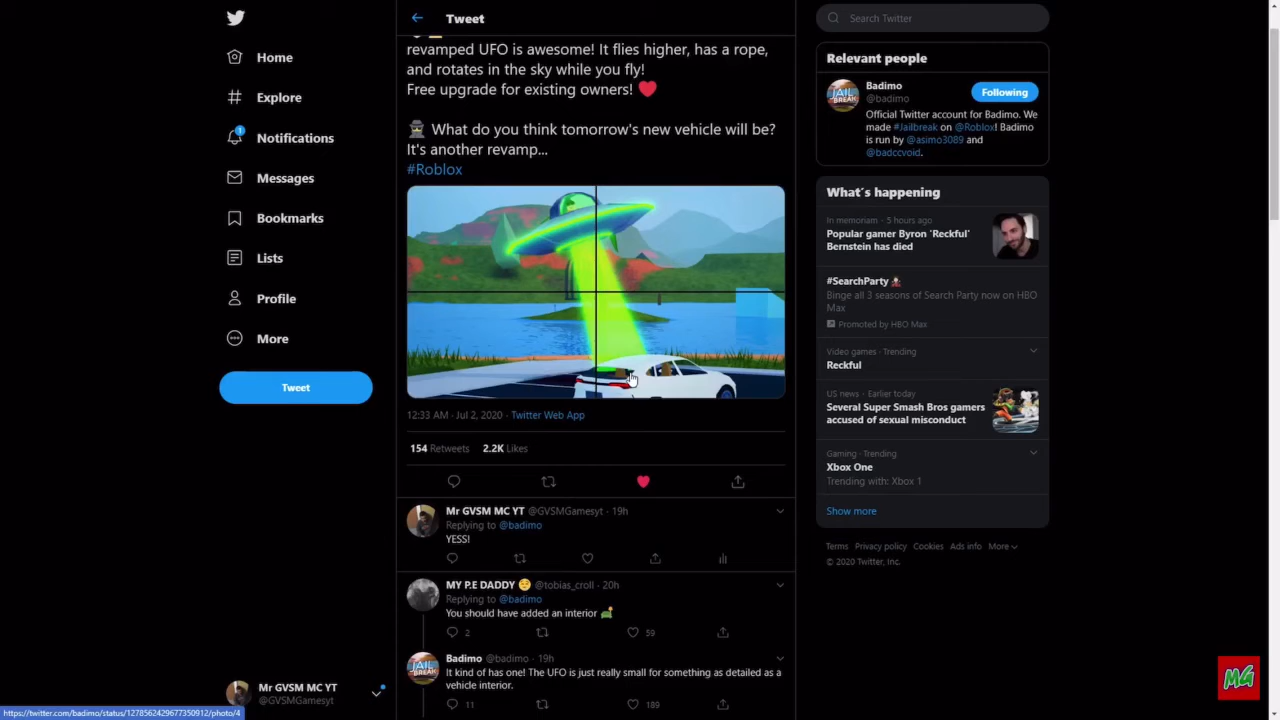 Home
Explore
1
Notifications
Messages
Bookmarks
Lists
Profile
More
Tweet
Mr GVSM MC YT
@GVSMGamesyt
https://twitter.com/badimo/status/1278562429677350912/photo/4
Tweet
revamped UFO is awesome! It flies higher, has a rope,
and rotates in the sky while you fly!
Free upgrade for existing owners! ❤️
What do you think tomorrow's new vehicle will be?
It's another revamp...
#Roblox
12:33 AM · Jul 2, 2020 · Twitter Web App
154 Retweets 2.2K Likes
Mr GVSM MC YT @GVSMGamesyt · 19h
Replying to @badimo
YESS!
MY P.E DADDY @tobias_croll · 20h
Replying to @badimo
You should have added an interior
2 59
Badimo @badimo · 19h
It kind of has one! The UFO is just really small for something as detailed as a
vehicle interior.
11 189
Search Twitter
Relevant people
JAIL
BREAK
Badimo
@badimo
Following
Official Twitter account for Badimo. We
made #Jailbreak on @Roblox! Badimo
is run by @asimo3089 and
@badccvoid.
What's happening
In memoriam · 5 hours ago
Popular gamer Byron 'Reckful'
Bernstein has died
#SearchParty
Binge all 3 seasons of Search Party now on HBO
Max
Promoted by HBO Max
Video games · Trending
Reckful
US news · Earlier today
Several Super Smash Bros gamers
accused of sexual misconduct
Gaming · Trending
Xbox One
Trending with: Xbox 1
Show more
Terms Privacy policy Cookies Ads info More
© 2020 Twitter, Inc.
MG